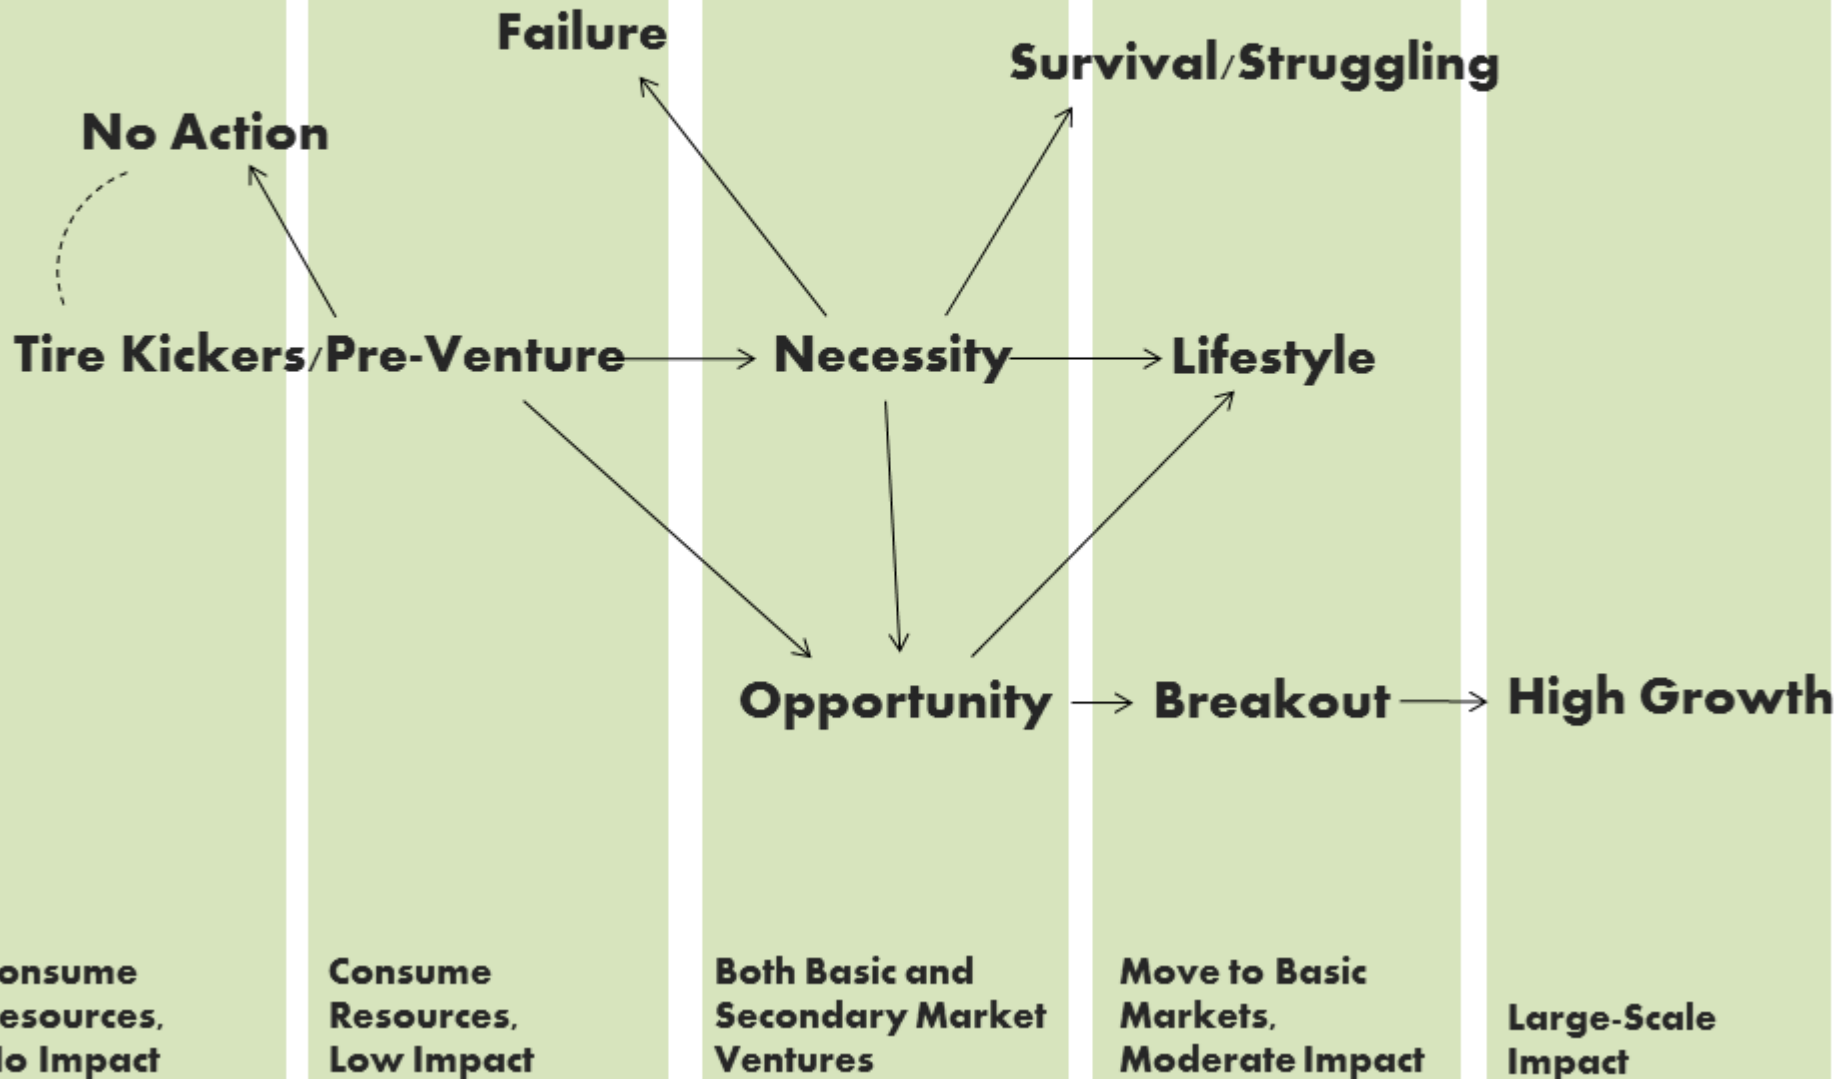 Failure
Survival/Struggling
No Action
Tire Kickers/Pre-Venture
Necessity
Lifestyle
Opportunity
Breakout
High Growth
onsume
esources,
o Impact
Consume
Resources,
Low Impact
Both Basic and
Secondary Market
Ventures
Move to Basic
Markets,
Moderate Impact
Large-Scale
Impact